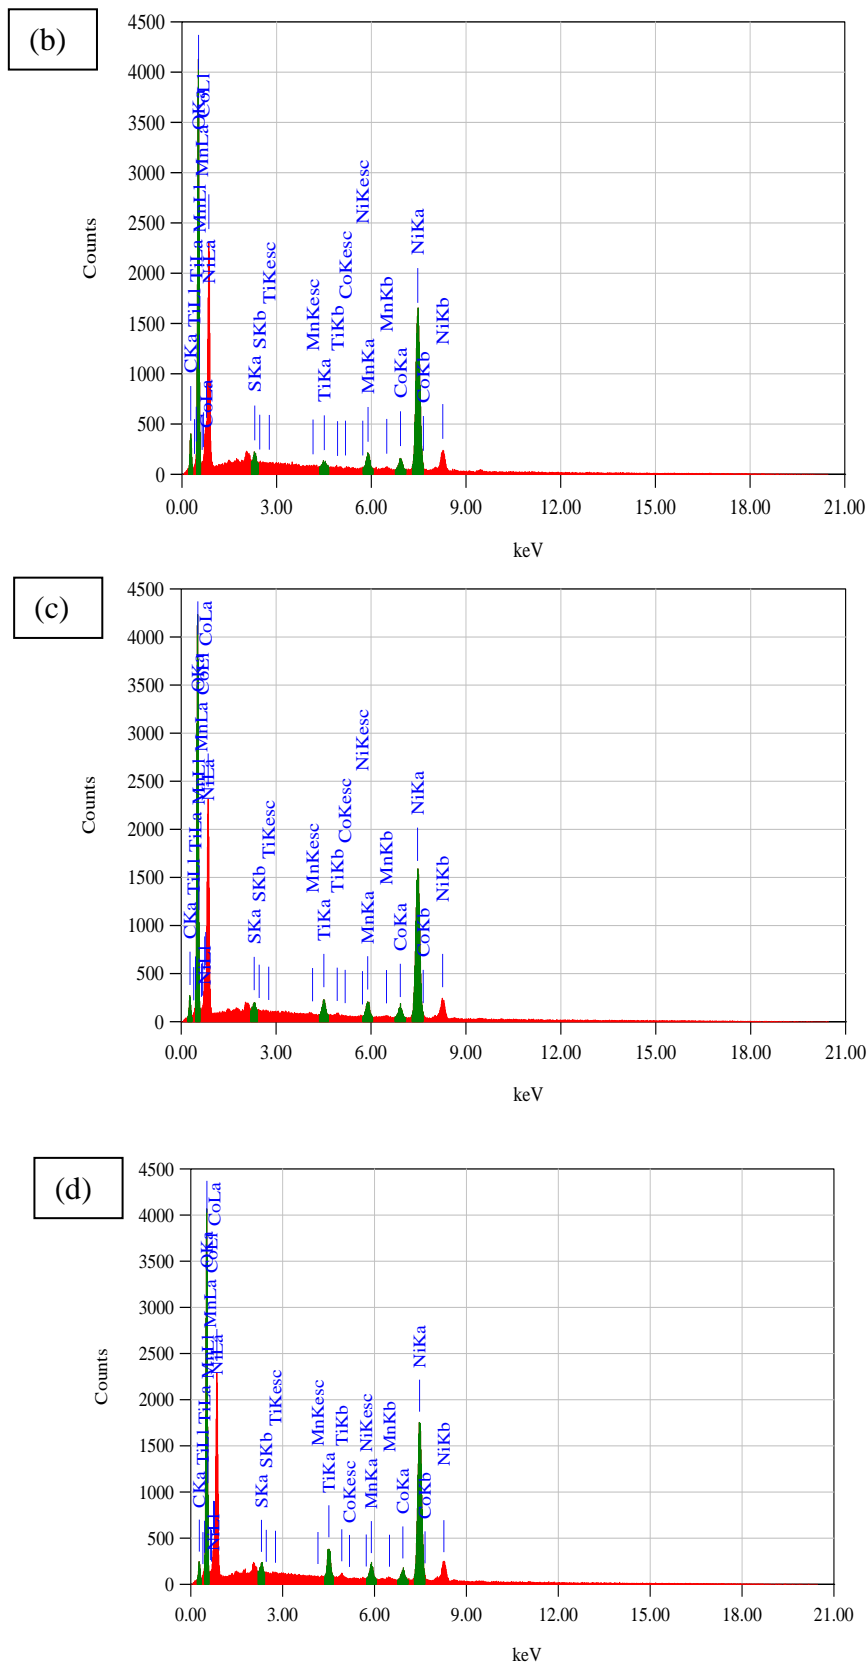 (b)
4500
4000
3500
3000
2500
2000
1500
1000
500
0
Counts
CKa TiLl TiLa MnLl MnLa CoLl
OKa
CoLa
NiLa
SKa
SKb
TiKesc
MnKesc
TiKa
TiKb
CoKesc
NiKesc
MnKa
MnKb
CoKa
NiKa
CoKb
NiKb
0.00 3.00 6.00 9.00 12.00 15.00 18.00 21.00
keV
(c)
4500
4000
3500
3000
2500
2000
1500
1000
500
0
Counts
CKa TiLl TiLa MnLl MnLa CoLl CoLa
OKa
NiLl
NiLa
SKa
SKb
TiKesc
MnKesc
TiKa
TiKb
CoKesc
NiKesc
MnKa
MnKb
CoKa
NiKa
CoKb
NiKb
0.00 3.00 6.00 9.00 12.00 15.00 18.00 21.00
keV
(d)
4500
4000
3500
3000
2500
2000
1500
1000
500
0
Counts
CKa TiLl TiLa MnLl MnLa CoLl CoLa
OKa
NiLl
NiLa
SKa
SKb
TiKesc
MnKesc
TiKa
TiKb
CoKesc
NiKesc
MnKa
MnKb
CoKa
NiKa
CoKb
NiKb
0.00 3.00 6.00 9.00 12.00 15.00 18.00 21.00
keV